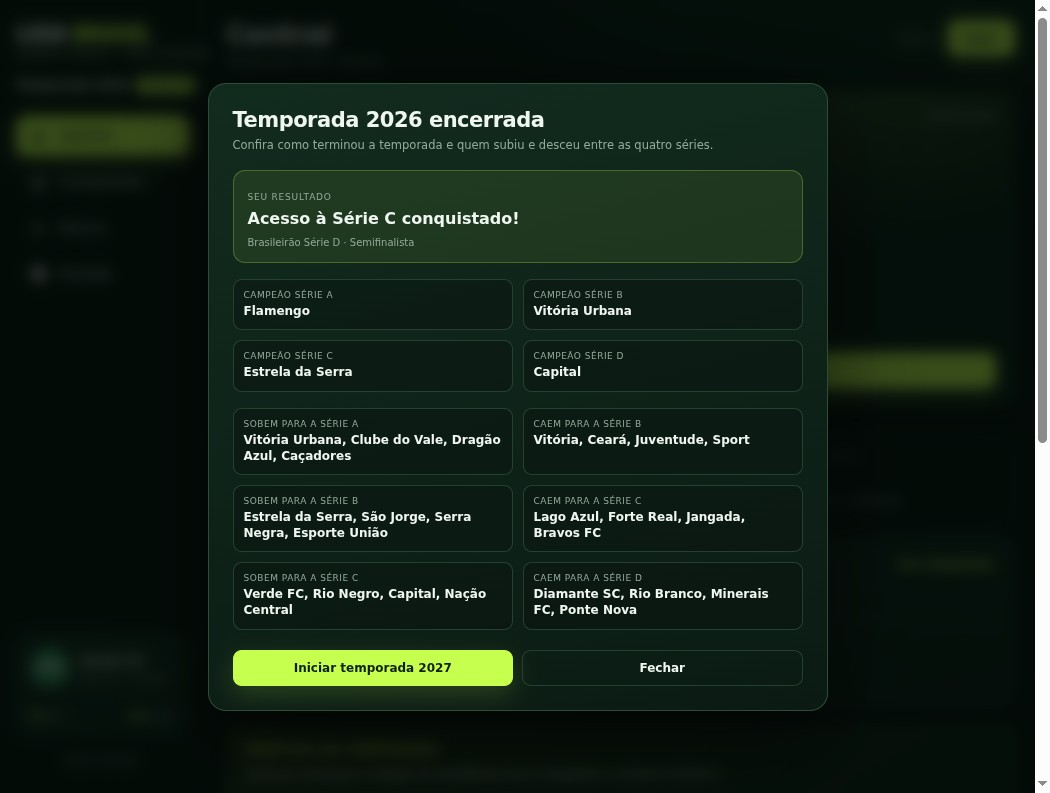 Temporada 2026 encerrada
Confira como terminou a temporada e quem subiu e desceu entre as quatro séries.
SEU RESULTADO
Acesso à Série C conquistado!
Brasileirão Série D · Semifinalista
CAMPEÃO SÉRIE A
Flamengo
CAMPEÃO SÉRIE B
Vitória Urbana
CAMPEÃO SÉRIE C
Estrela da Serra
CAMPEÃO SÉRIE D
Capital
SOBEM PARA A SÉRIE A
Vitória Urbana, Clube do Vale, Dragão
Azul, Caçadores
CAEM PARA A SÉRIE B
Vitória, Ceará, Juventude, Sport
SOBEM PARA A SÉRIE B
Estrela da Serra, São Jorge, Serra
Negra, Esporte União
CAEM PARA A SÉRIE C
Lago Azul, Forte Real, Jangada,
Bravos FC
SOBEM PARA A SÉRIE C
Verde FC, Rio Negro, Capital, Nação
Central
CAEM PARA A SÉRIE D
Diamante SC, Rio Branco, Minerais
FC, Ponte Nova
Iniciar temporada 2027
Fechar